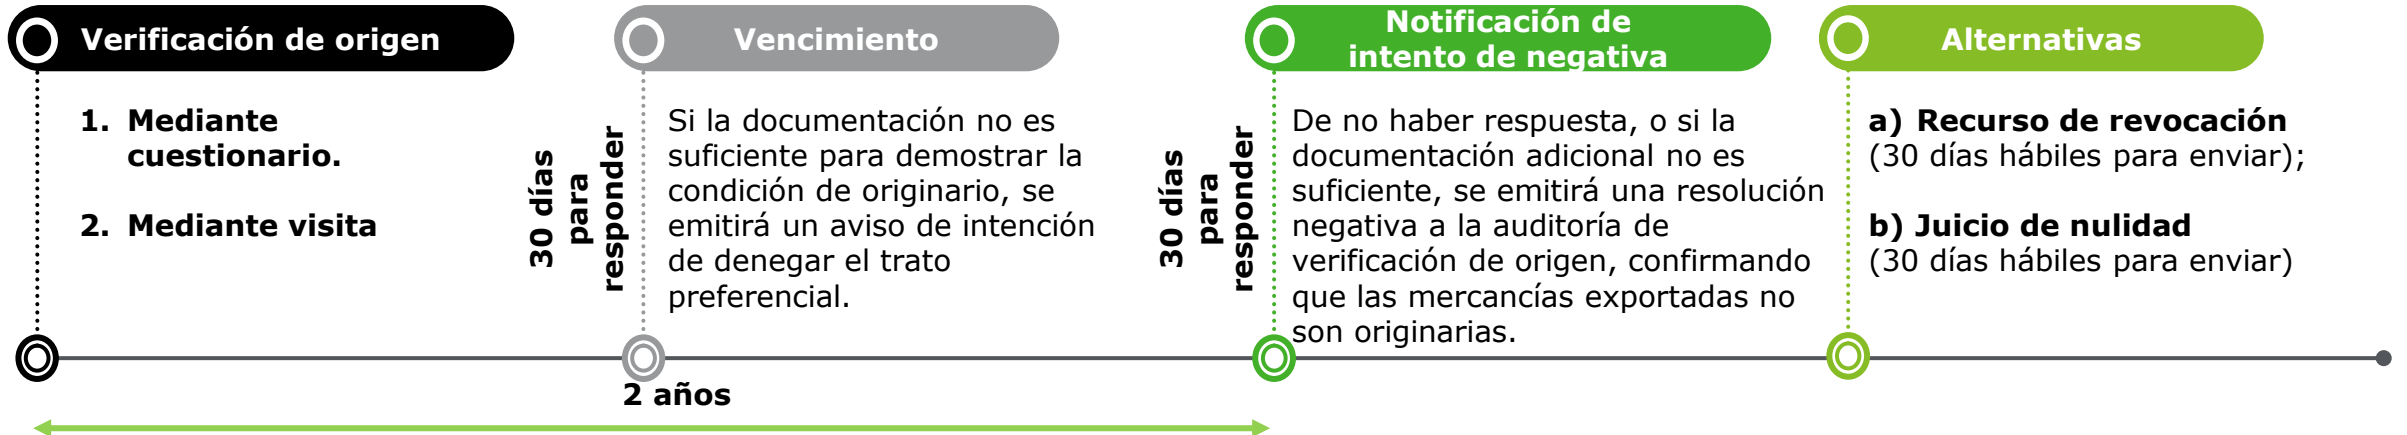 Verificación de origen
1. Mediante
cuestionario.
2. Mediante visita
30 días
para
responder
Vencimiento
Si la documentación no es
suficiente para demostrar la
condición de originario, se
emitirá un aviso de intención
de denegar el trato
preferencial.
30 días
para
responder
Notificación de
intento de negativa
De no haber respuesta, o si la
documentación adicional no es
suficiente, se emitirá una resolución
negativa a la auditoría de
verificación de origen, confirmando
que las mercancías exportadas no
son originarias.
Alternativas
a) Recurso de revocación
(30 días hábiles para enviar);
b) Juicio de nulidad
(30 días hábiles para enviar)
2 años